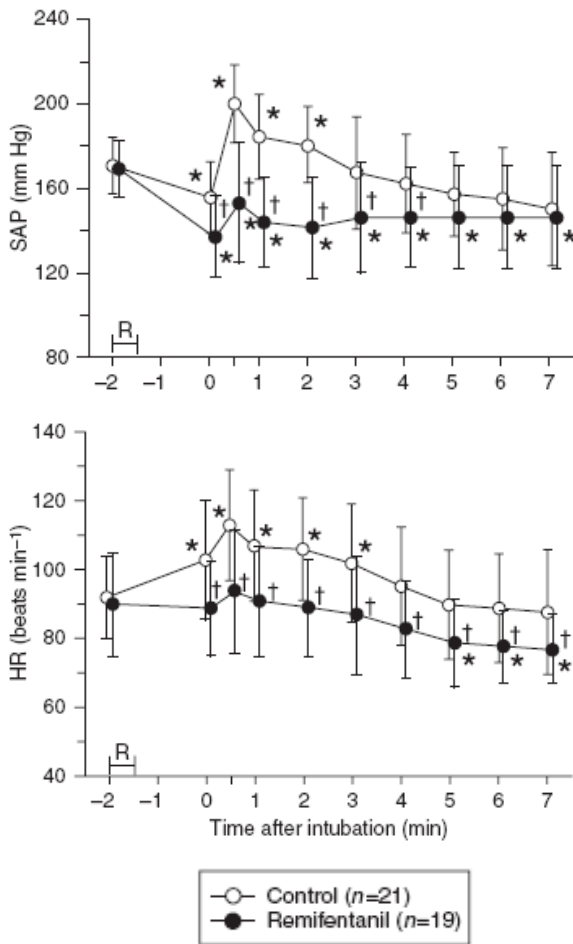 240
200
160
120
80
SAP (mm Hg)
* * * *
† † † † †
* * * * * * * * *
R
–2 –1 0 1 2 3 4 5 6 7
140
120
100
80
60
40
HR (beats min⁻¹)
* * * * *
† † † † † † † † †
* * *
R
–2 –1 0 1 2 3 4 5 6 7
Time after intubation (min)
Control (n=21)
Remifentanil (n=19)